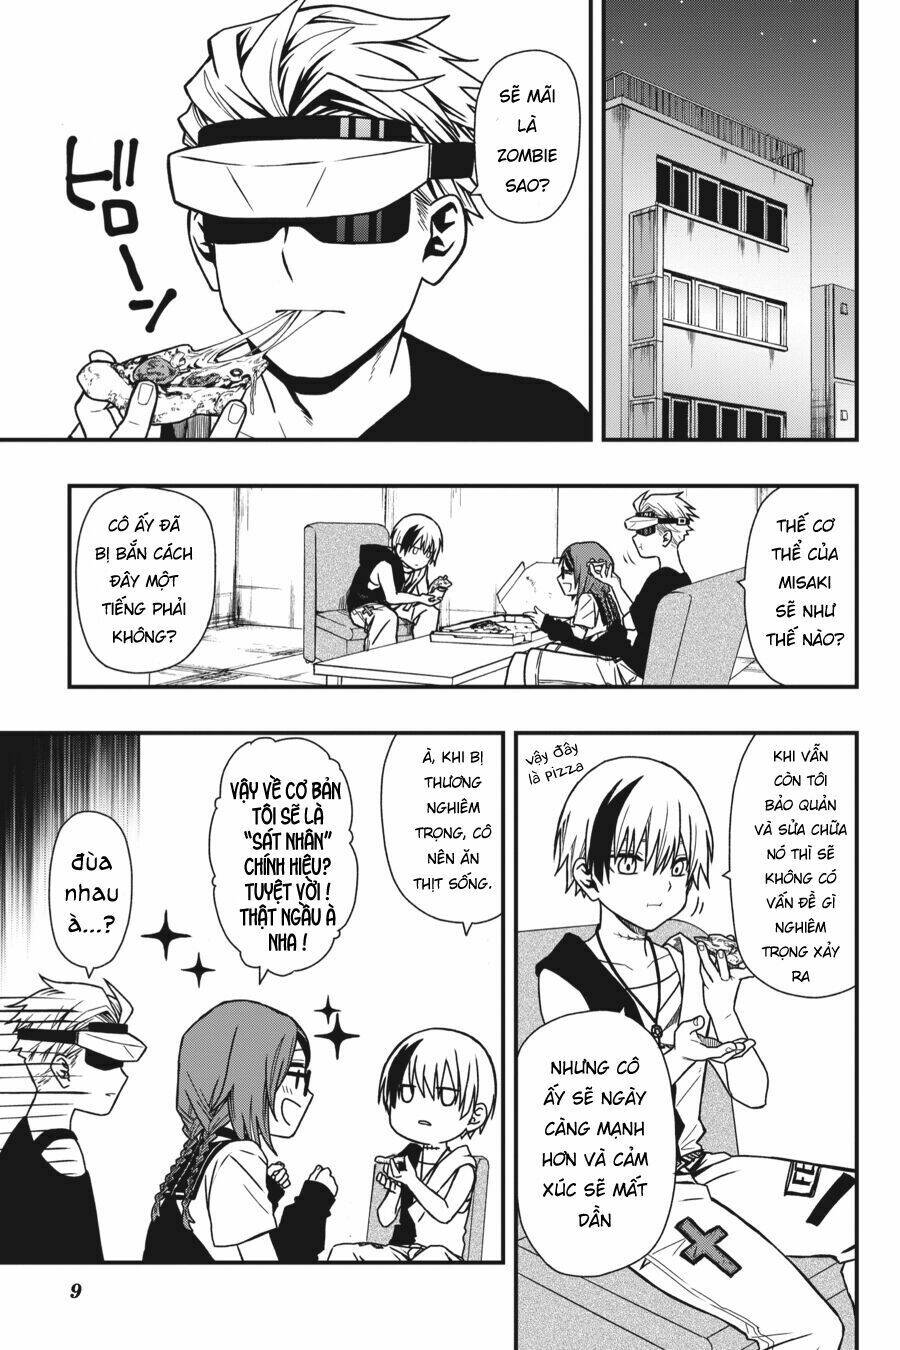 SẼ MÃI
LÀ
ZOMBIE
SAO?
ビローン
THẾ CƠ
THỂ CỦA
MISAKI
SẼ NHƯ
THẾ NÀO?
CÔ ẤY ĐÃ
BỊ BẮN CÁCH
ĐÂY MỘT
TIẾNG PHẢI
KHÔNG?
KHI VẪN
CÒN TÔI
BẢO QUẢN
VÀ SỬA CHỮA
NÓ THÌ SẼ
KHÔNG CÓ
VẤN ĐỀ GÌ
NGHIÊM
TRỌNG XẢY
RA
vậy đây
là pizza
NHƯNG CÔ
ẤY SẼ NGÀY
CÀNG MẠNH
HƠN VÀ CẢM
XÚC SẼ MẤT
DẦN
À, KHI BỊ
THƯƠNG
NGHIÊM
TRỌNG, CÔ
NÊN ĂN
THỊT SỐNG.
VẬY VỀ CƠ BẢN
TÔI SẼ LÀ
"SÁT NHÂN"
CHÍNH HIỆU?
TUYỆT VỜI !
THẬT NGẦU À
NHA !
đùa
nhau
à...?
9